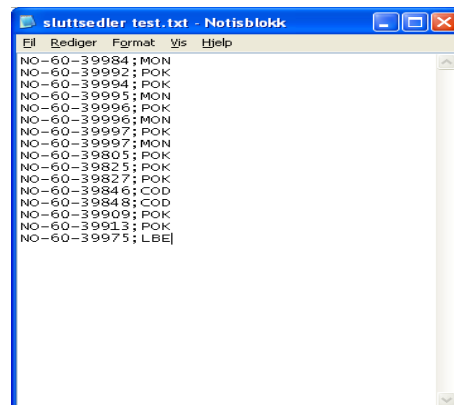 sluttsedler test.txt - Notisblokk
Fil Rediger Format Vis Hjelp
NO-60-39984;MON
NO-60-39992;POK
NO-60-39994;POK
NO-60-39995;MON
NO-60-39996;POK
NO-60-39996;MON
NO-60-39997;POK
NO-60-39997;MON
NO-60-39805;POK
NO-60-39825;POK
NO-60-39827;POK
NO-60-39846;COD
NO-60-39848;COD
NO-60-39909;POK
NO-60-39913;POK
NO-60-39975;LBE